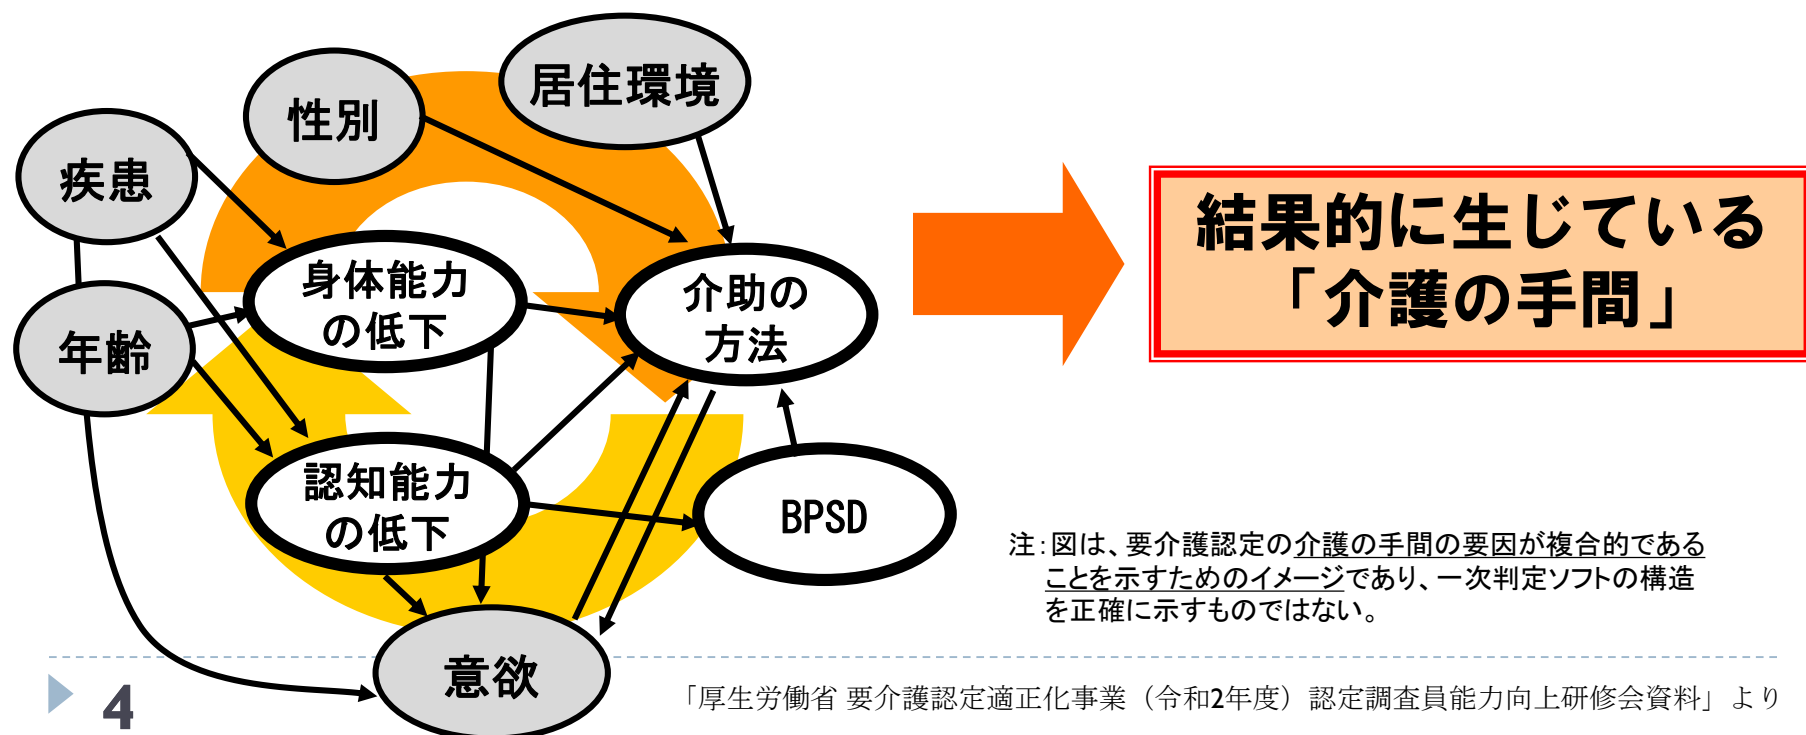 居住環境
性別
疾患
結果的に生じている
「介護の手間」
身体能力
の低下
介助の
方法
年齢
認知能力
の低下
BPSD
注：図は、要介護認定の介護の手間の要因が複合的である
ことを示すためのイメージであり、一次判定ソフトの構造
を正確に示すものではない。
意欲
4
「厚生労働省 要介護認定適正化事業（令和2年度）認定調査員能力向上研修会資料」より